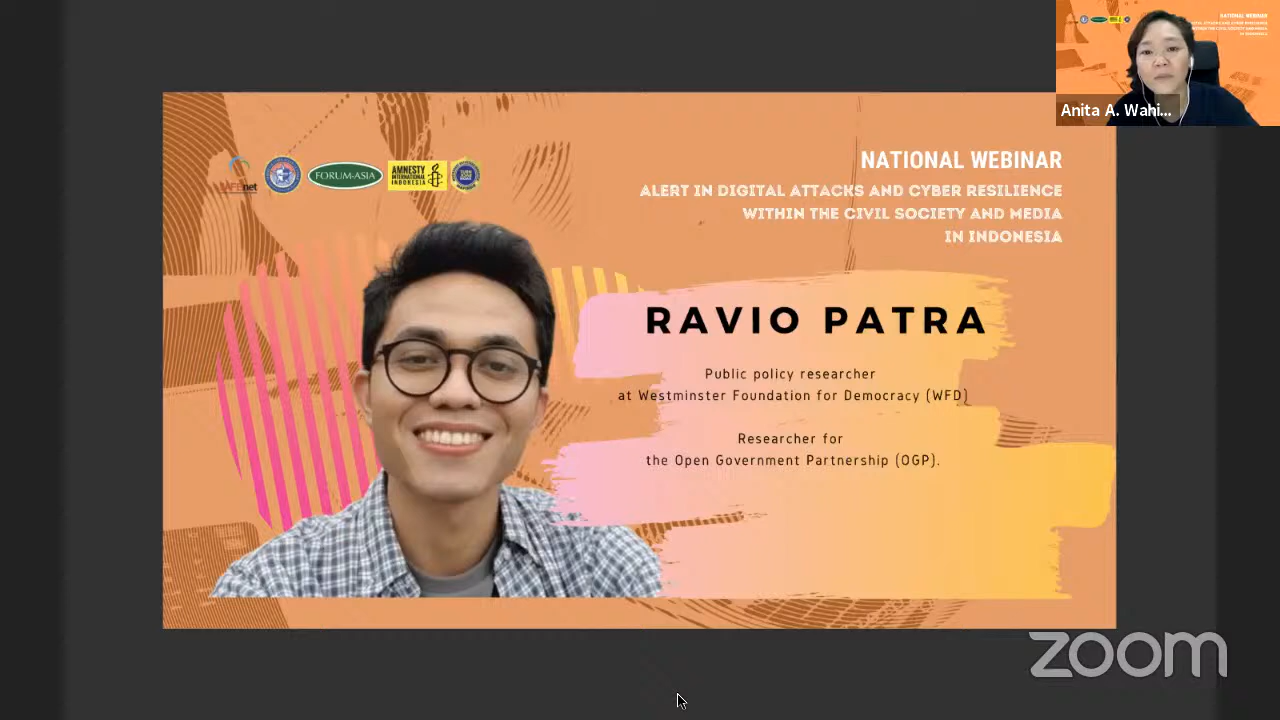 Anita A. Wahi...
NATIONAL WEBINAR
ALERT IN DIGITAL ATTACKS AND CYBER RESILIENCE
WITHIN THE CIVIL SOCIETY AND MEDIA
IN INDONESIA
SAFEnet
FORUM-ASIA
AMNESTY
INTERNATIONAL
INDONESIA
RAVIO PATRA
Public policy researcher
at Westminster Foundation for Democracy (WFD)
Researcher for
the Open Government Partnership (OGP).
zoom